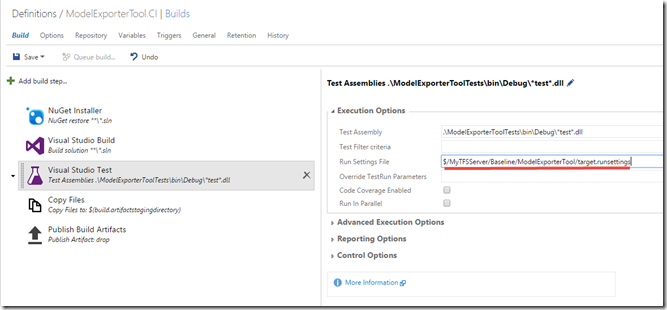 Definitions / ModelExporterTool.CI | Builds
Build Options Repository Variables Triggers General Retention History
Save Queue build... Undo
Add build step...
NuGet Installer
NuGet restore **\*.sln
Visual Studio Build
Build solution **\*.sln
Visual Studio Test
Test Assemblies .\ModelExporterToolTests\bin\Debug\*test*.dll
Copy Files
Copy Files to: $(build.artifactstagingdirectory)
Publish Build Artifacts
Publish Artifact: drop
Test Assemblies .\ModelExporterToolTests\bin\Debug\*test*.dll
Execution Options
Test Assembly .\ModelExporterToolTests\bin\Debug\*test*.dll
Test Filter criteria
Run Settings File $/MyTFSServer/Baseline/ModelExporterTool/target.runsettings
Override TestRun Parameters
Code Coverage Enabled
Run In Parallel
Advanced Execution Options
Reporting Options
Control Options
More Information